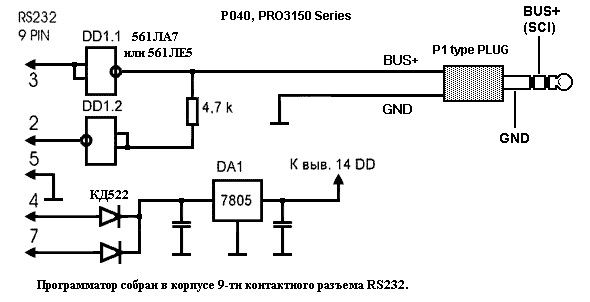 RS232
9 PIN
P040, PRO3150 Series
DD1.1
561ЛА7
или 561ЛЕ5
BUS+
(SCI)
P1 type PLUG
BUS+
3
DD1.2
4,7 k
GND
GND
2
5
4
КД522
DA1
7805
К выв. 14 DD
7
Программатор собран в корпусе 9-ти контактного разъема RS232.